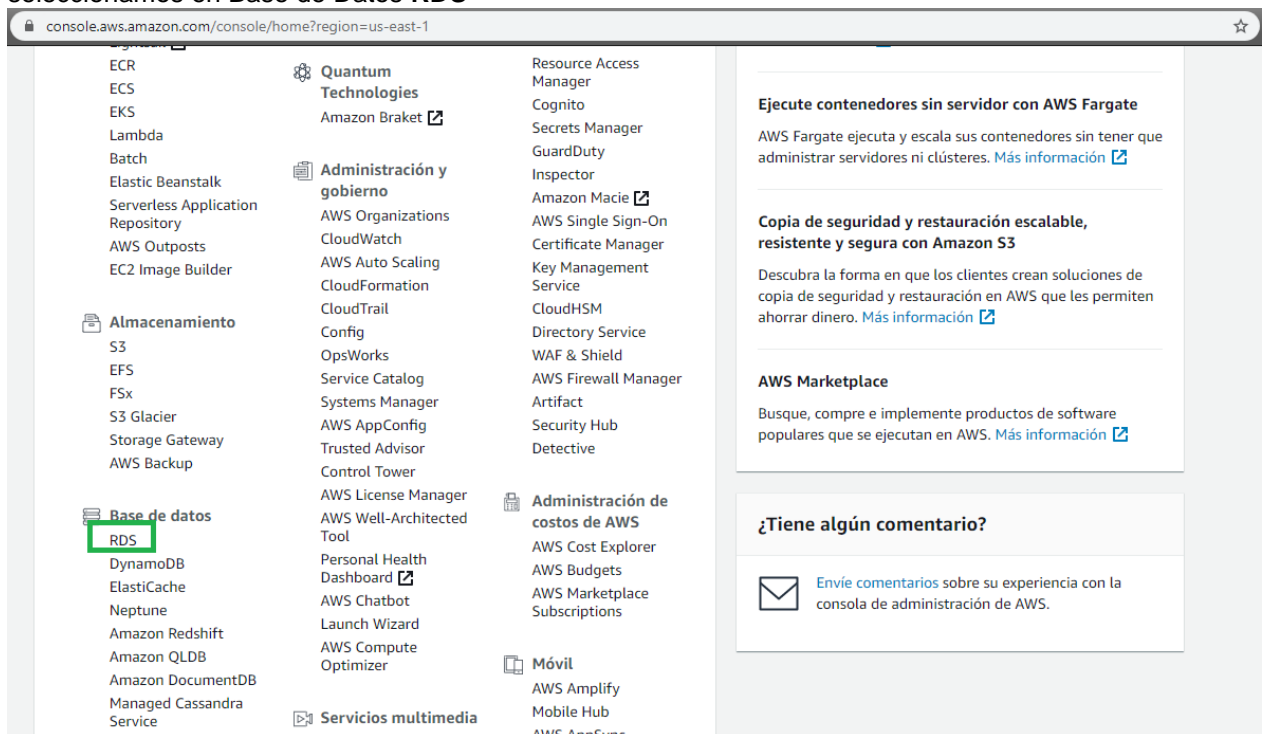 seleccionamos en Base de Datos RDS
console.aws.amazon.com/console/home?region=us-east-1
ECR
ECS
EKS
Lambda
Batch
Elastic Beanstalk
Serverless Application
Repository
AWS Outposts
EC2 Image Builder
Almacenamiento
S3
EFS
FSx
S3 Glacier
Storage Gateway
AWS Backup
Base de datos
RDS
DynamoDB
ElastiCache
Neptune
Amazon Redshift
Amazon QLDB
Amazon DocumentDB
Managed Cassandra
Service
Quantum
Technologies
Amazon Braket
Administración y
gobierno
AWS Organizations
CloudWatch
AWS Auto Scaling
CloudFormation
CloudTrail
Config
OpsWorks
Service Catalog
Systems Manager
AWS AppConfig
Trusted Advisor
Control Tower
AWS License Manager
AWS Well-Architected
Tool
Personal Health
Dashboard
AWS Chatbot
Launch Wizard
AWS Compute
Optimizer
Servicios multimedia
Resource Access
Manager
Cognito
Secrets Manager
GuardDuty
Inspector
Amazon Macie
AWS Single Sign-On
Certificate Manager
Key Management
Service
CloudHSM
Directory Service
WAF & Shield
AWS Firewall Manager
Artifact
Security Hub
Detective
Administración de
costos de AWS
AWS Cost Explorer
AWS Budgets
AWS Marketplace
Subscriptions
Móvil
AWS Amplify
Mobile Hub
AWS AppSync
Ejecute contenedores sin servidor con AWS Fargate
AWS Fargate ejecuta y escala sus contenedores sin tener que
administrar servidores ni clústeres. Más información
Copia de seguridad y restauración escalable,
resistente y segura con Amazon S3
Descubra la forma en que los clientes crean soluciones de
copia de seguridad y restauración en AWS que les permiten
ahorrar dinero. Más información
AWS Marketplace
Busque, compre e implemente productos de software
populares que se ejecutan en AWS. Más información
¿Tiene algún comentario?
Envíe comentarios sobre su experiencia con la
consola de administración de AWS.